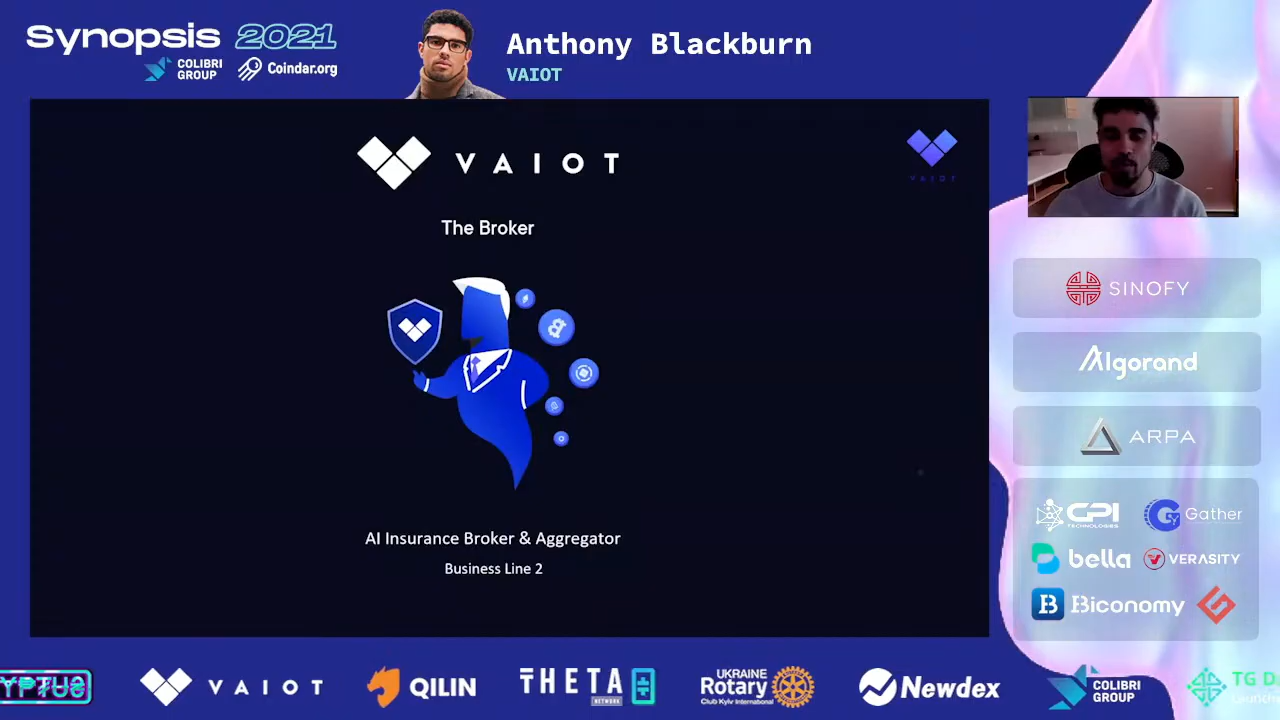 Synopsis 2021
COLIBRI
GROUP
Coindar.org
Anthony Blackburn
VAIOT
VAIOT
VAIOT
The Broker
AI Insurance Broker & Aggregator
Business Line 2
SINOFY
Algorand
ARPA
CPI
TECHNOLOGIES
Gather
bella
VERASITY
B Biconomy
VAIOT
QILIN
THETA
NETWORK
UKRAINE
Rotary
Club Kyiv International
Newdex
COLIBRI
GROUP